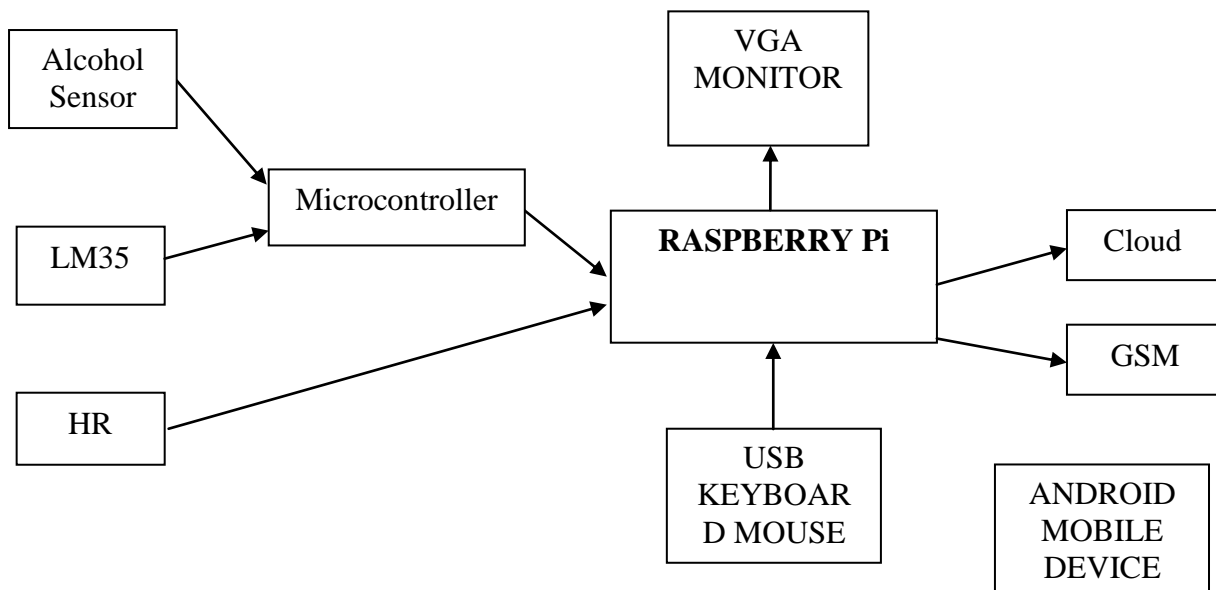 Alcohol
Sensor
VGA
MONITOR
Microcontroller
LM35
RASPBERRY Pi
Cloud
GSM
HR
USB
KEYBOAR
D MOUSE
ANDROID
MOBILE
DEVICE